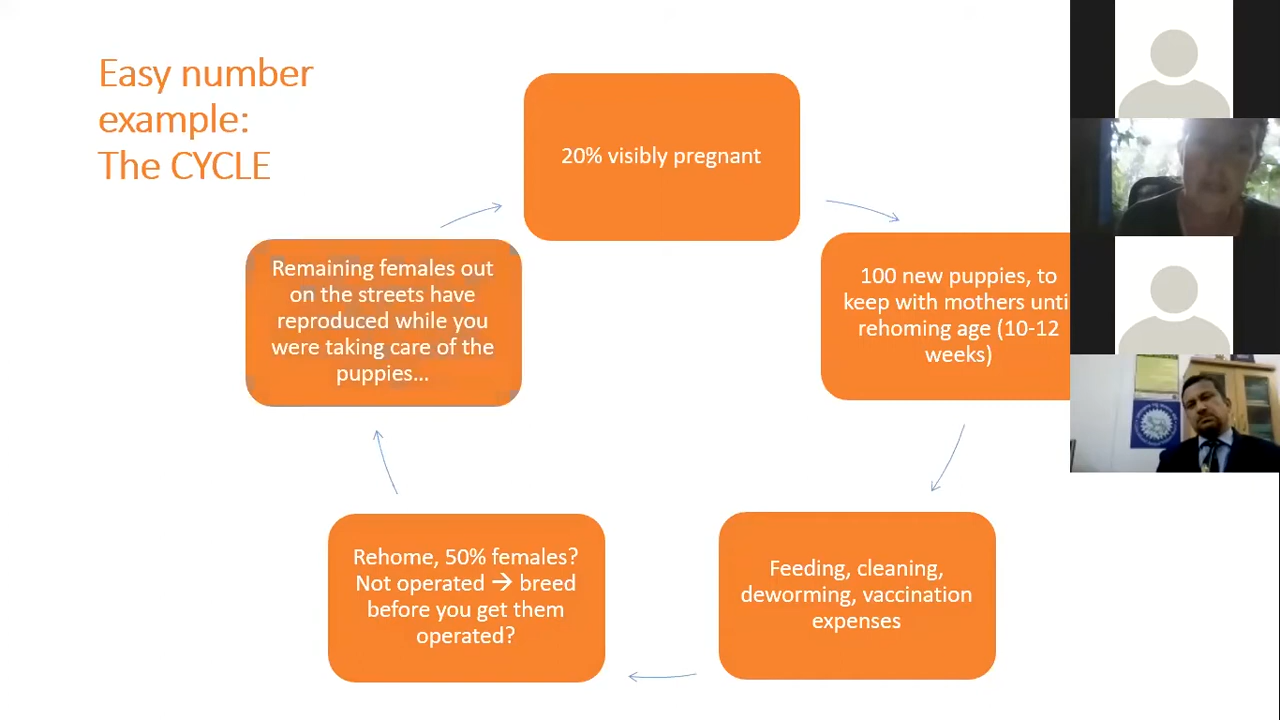 Easy number
example:
The CYCLE
20% visibly pregnant
100 new puppies, to
keep with mothers until
rehoming age (10-12
weeks)
Feeding, cleaning,
deworming, vaccination
expenses
Rehome, 50% females?
Not operated → breed
before you get them
operated?
Remaining females out
on the streets have
reproduced while you
were taking care of the
puppies...